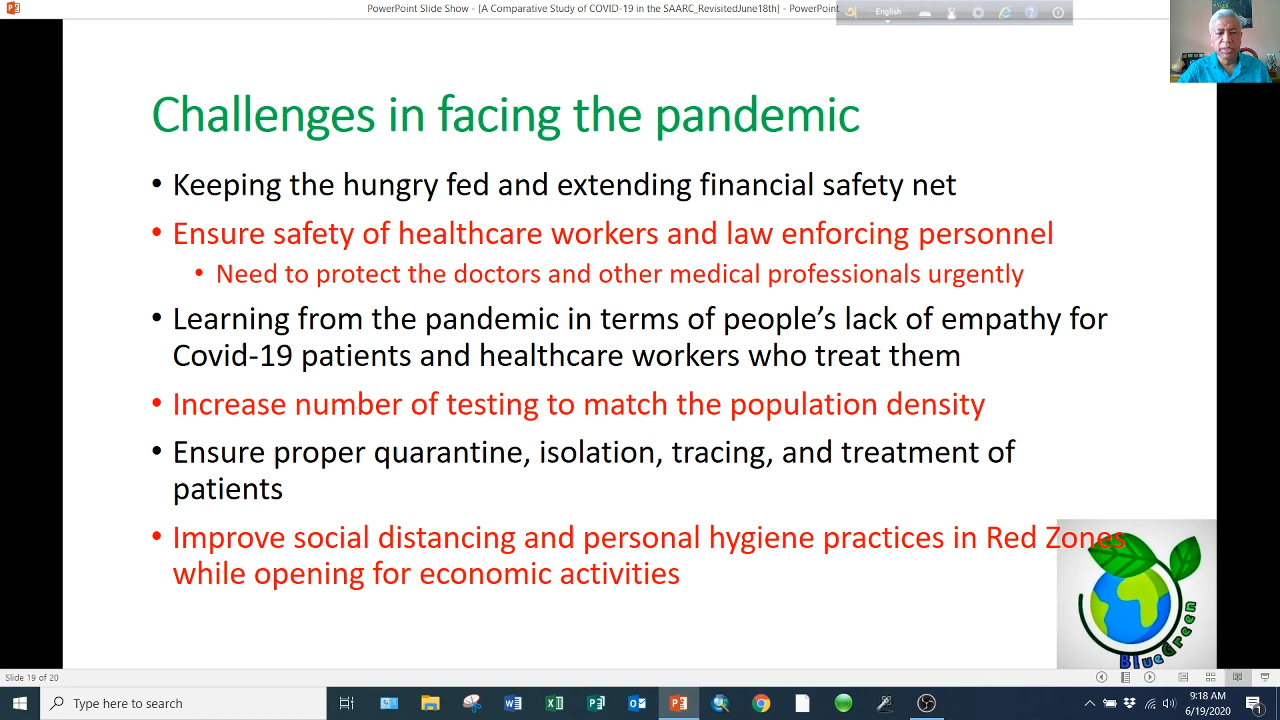 PowerPoint Slide Show - [A Comparative Study of COVID-19 in the SAARC_RevisitedJune18th] - PowerPoint
English
Challenges in facing the pandemic
• Keeping the hungry fed and extending financial safety net
• Ensure safety of healthcare workers and law enforcing personnel
• Need to protect the doctors and other medical professionals urgently
• Learning from the pandemic in terms of people's lack of empathy for
Covid-19 patients and healthcare workers who treat them
• Increase number of testing to match the population density
• Ensure proper quarantine, isolation, tracing, and treatment of
patients
• Improve social distancing and personal hygiene practices in Red Zones
while opening for economic activities
BlueGreen
Slide 19 of 20
Type here to search
9:18 AM
6/19/2020
1